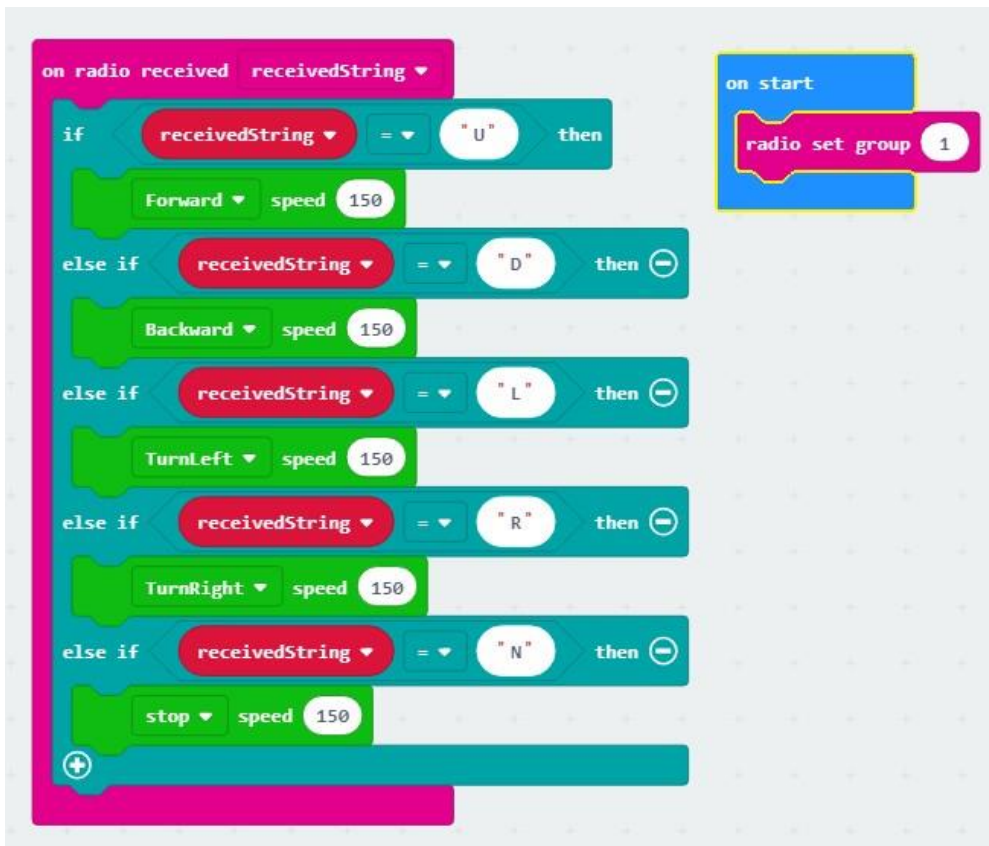 on radio received receivedString
if receivedString = "U" then
Forward speed 150
else if receivedString = "D" then
Backward speed 150
else if receivedString = "L" then
TurnLeft speed 150
else if receivedString = "R" then
TurnRight speed 150
else if receivedString = "N" then
stop speed 150
on start
radio set group 1